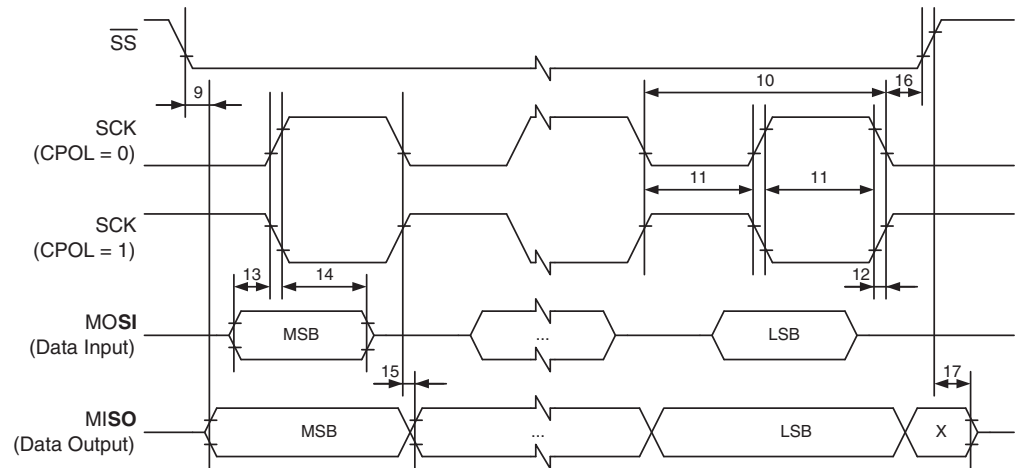 SS
9
10
16
SCK
(CPOL = 0)
11
11
SCK
(CPOL = 1)
13
14
12
MOSI
(Data Input)
MSB
...
LSB
15
17
MISO
(Data Output)
MSB
...
LSB
X